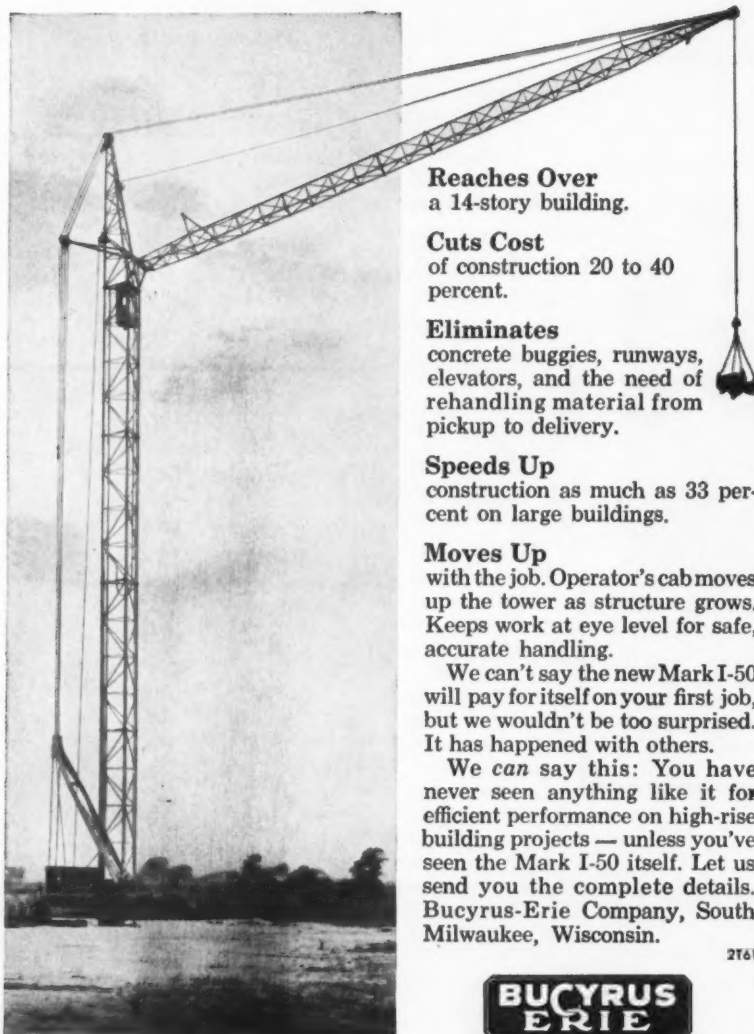 Reaches Over
a 14-story building.
Cuts Cost
of construction 20 to 40
percent.
Eliminates
concrete buggies, runways,
elevators, and the need of
rehandling material from
pickup to delivery.
Speeds Up
construction as much as 33 per-
cent on large buildings.
Moves Up
with the job. Operator's cab moves
up the tower as structure grows.
Keeps work at eye level for safe,
accurate handling.
We can't say the new Mark I-50
will pay for itself on your first job,
but we wouldn't be too surprised.
It has happened with others.
We can say this: You have
never seen anything like it for
efficient performance on high-rise
building projects — unless you've
seen the Mark I-50 itself. Let us
send you the complete details.
Bucyrus-Erie Company, South
Milwaukee, Wisconsin.
BUCYRUS
ERIE